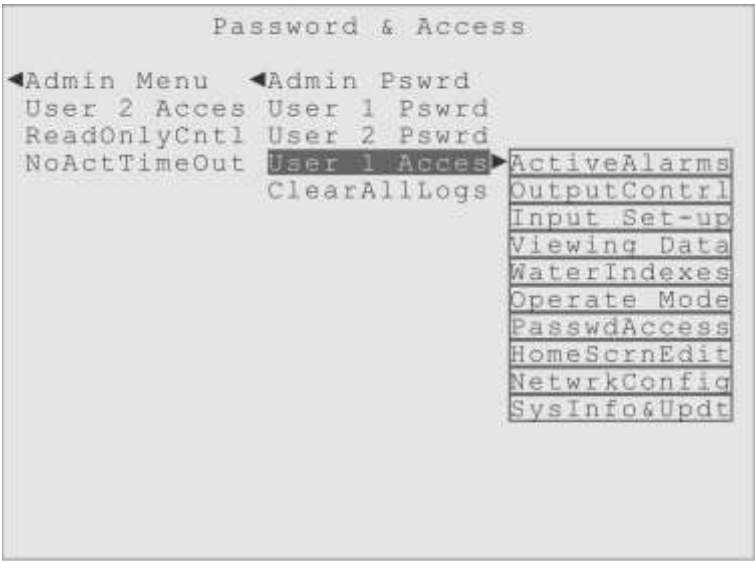 Password & Access
◀Admin Menu ◀Admin Pswrd
User 2 Acces User 1 Pswrd
ReadOnlyCntl User 2 Pswrd
NoActTimeOut User 1 Acces▶ActiveAlarms
ClearAllLogs OutputContrl
Input Set-up
Viewing Data
WaterIndexes
Operate Mode
PasswdAccess
HomeScrnEdit
NetwrkConfig
SysInfo&Updt